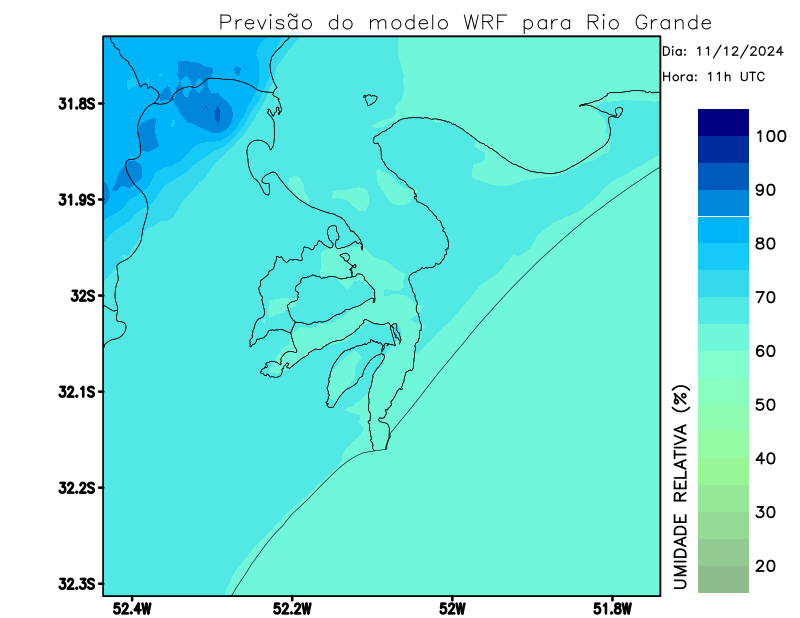 Previsão do modelo WRF para Rio Grande
Dia: 11/12/2024
Hora: 11h UTC
31.8S
31.9S
32S
32.1S
32.2S
32.3S
52.4W
52.2W
52W
51.8W
100
90
80
70
60
50
40
30
20
UMIDADE RELATIVA (%)